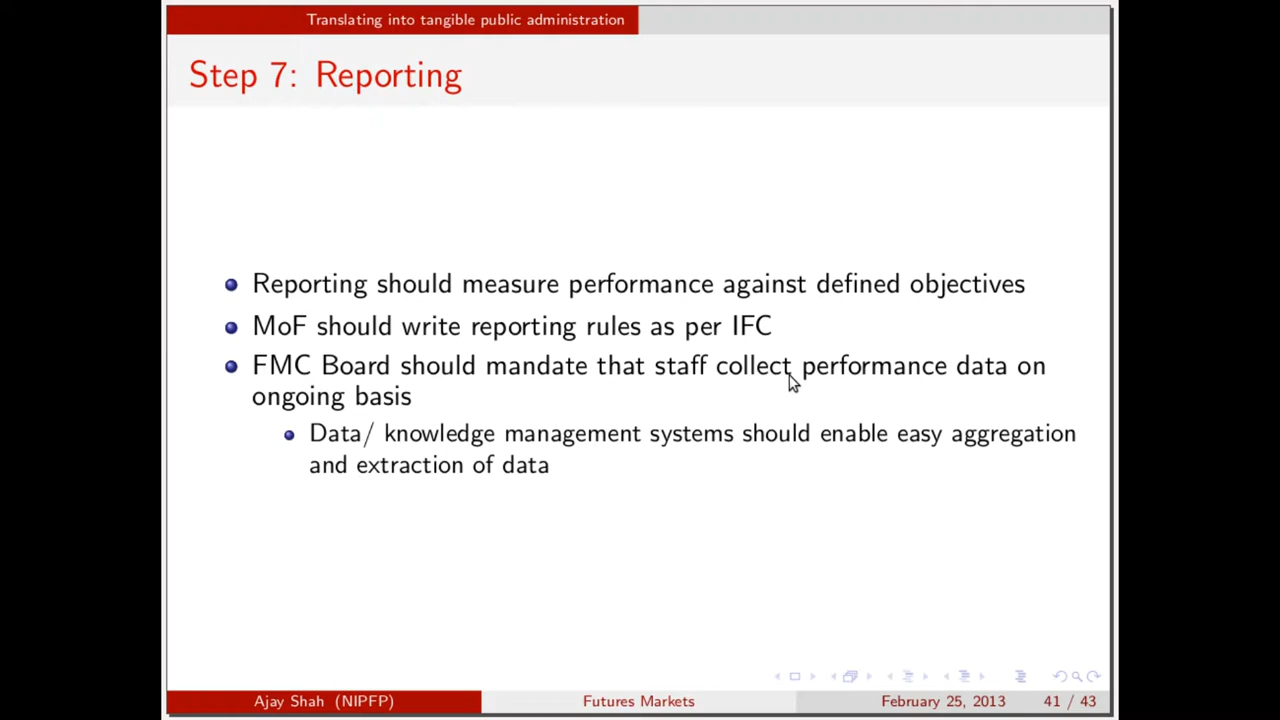 Translating into tangible public administration
Step 7: Reporting
Reporting should measure performance against defined objectives
MoF should write reporting rules as per IFC
FMC Board should mandate that staff collect performance data on
ongoing basis
Data/ knowledge management systems should enable easy aggregation
and extraction of data
Ajay Shah (NIPFP) Futures Markets February 25, 2013 41 / 43